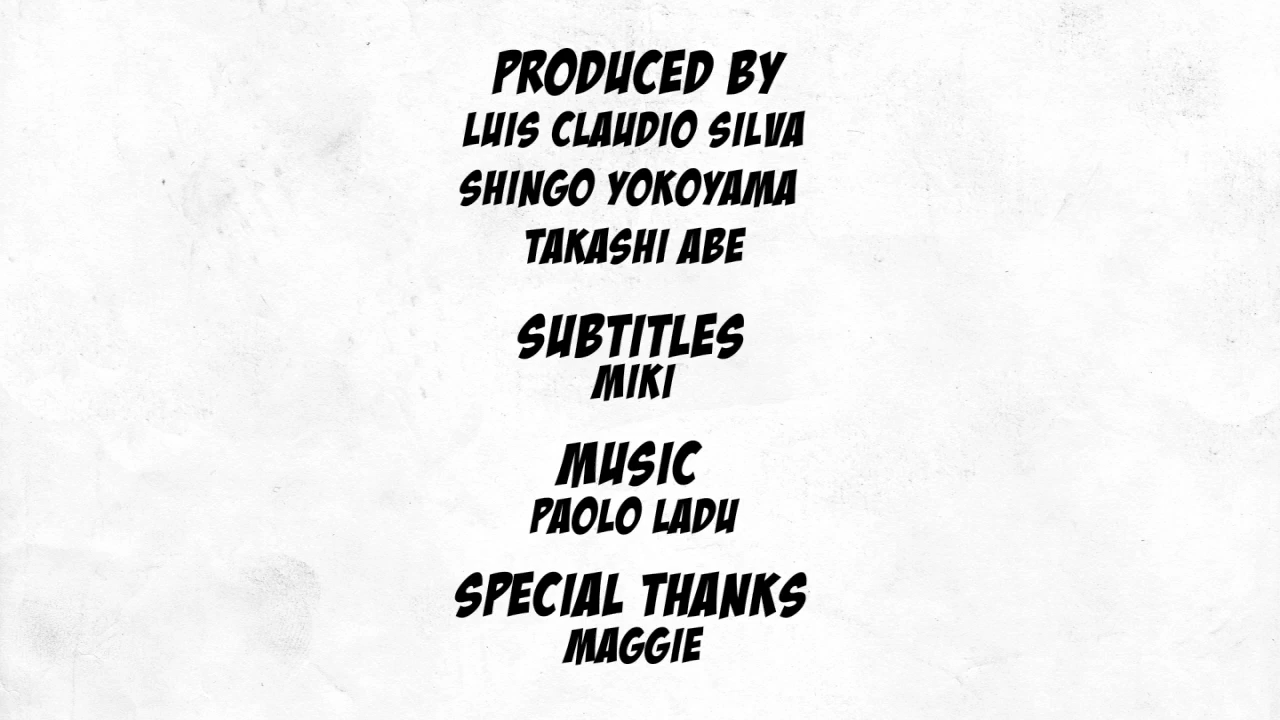 PRODUCED BY
LUIS CLAUDIO SILVA
SHINGO YOKOYAMA
TAKASHI ABE
SUBTITLES
MIKI
MUSIC
PAOLO LADU
SPECIAL THANKS
MAGGIE